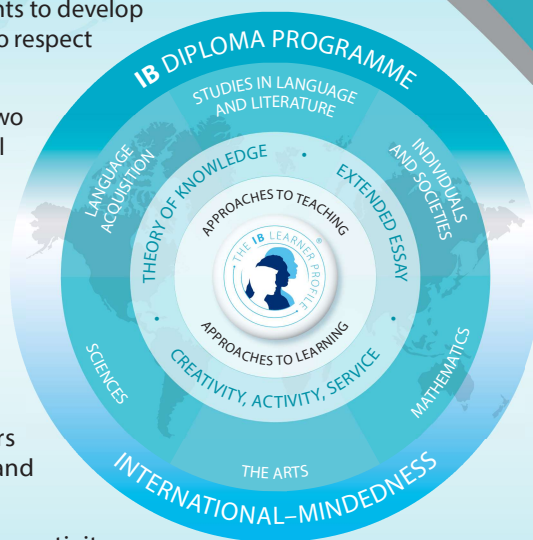 nts to develop
o respect
wo
l
rs
and
IB DIPLOMA PROGRAMME
STUDIES IN LANGUAGE
AND LITERATURE
LANGUAGE
ACQUISITION
INDIVIDUALS
AND SOCIETIES
THEORY OF KNOWLEDGE · EXTENDED ESSAY
APPROACHES TO TEACHING
THE IB LEARNER PROFILE ®
APPROACHES TO LEARNING
· CREATIVITY, ACTIVITY, SERVICE ·
SCIENCES
MATHEMATICS
THE ARTS
INTERNATIONAL–MINDEDNESS